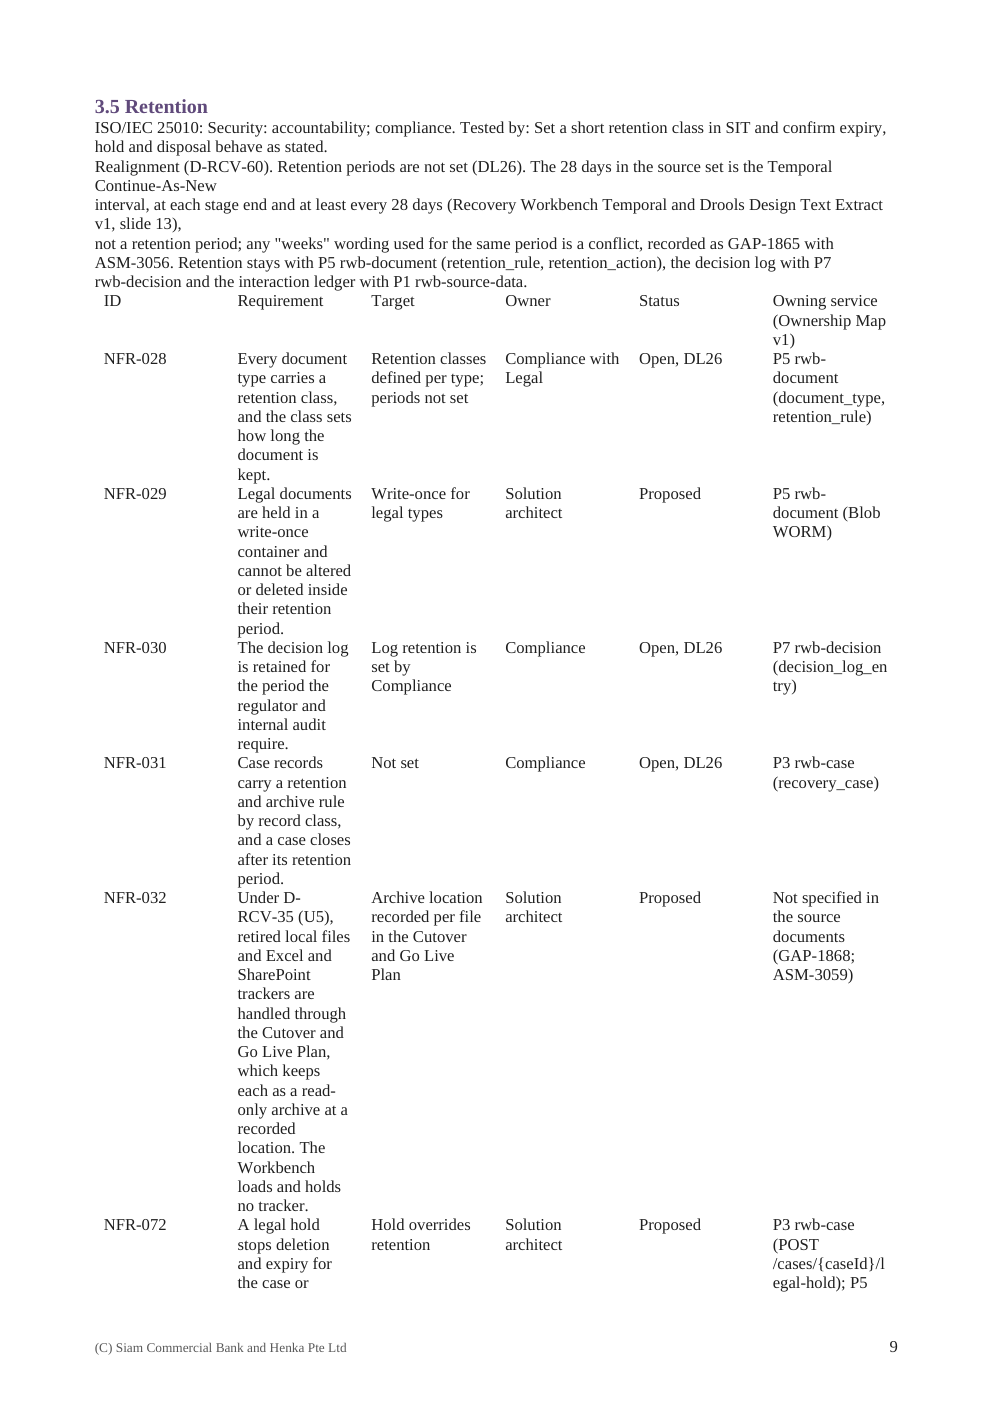 3.5 Retention
ISO/IEC 25010: Security: accountability; compliance. Tested by: Set a short retention class in SIT and confirm expiry,
hold and disposal behave as stated.
Realignment (D-RCV-60). Retention periods are not set (DL26). The 28 days in the source set is the Temporal
Continue-As-New
interval, at each stage end and at least every 28 days (Recovery Workbench Temporal and Drools Design Text Extract
v1, slide 13),
not a retention period; any "weeks" wording used for the same period is a conflict, recorded as GAP-1865 with
ASM-3056. Retention stays with P5 rwb-document (retention_rule, retention_action), the decision log with P7
rwb-decision and the interaction ledger with P1 rwb-source-data.
ID
Requirement
Target
Owner
Status
Owning service
(Ownership Map
v1)
NFR-028
Every document
type carries a
retention class,
and the class sets
how long the
document is
kept.
Retention classes
defined per type;
periods not set
Compliance with
Legal
Open, DL26
P5 rwb-
document
(document_type,
retention_rule)
NFR-029
Legal documents
are held in a
write-once
container and
cannot be altered
or deleted inside
their retention
period.
Write-once for
legal types
Solution
architect
Proposed
P5 rwb-
document (Blob
WORM)
NFR-030
The decision log
is retained for
the period the
regulator and
internal audit
require.
Log retention is
set by
Compliance
Compliance
Open, DL26
P7 rwb-decision
(decision_log_en
try)
NFR-031
Case records
carry a retention
and archive rule
by record class,
and a case closes
after its retention
period.
Not set
Compliance
Open, DL26
P3 rwb-case
(recovery_case)
NFR-032
Under D-
RCV-35 (U5),
retired local files
and Excel and
SharePoint
trackers are
handled through
the Cutover and
Go Live Plan,
which keeps
each as a read-
only archive at a
recorded
location. The
Workbench
loads and holds
no tracker.
Archive location
recorded per file
in the Cutover
and Go Live
Plan
Solution
architect
Proposed
Not specified in
the source
documents
(GAP-1868;
ASM-3059)
NFR-072
A legal hold
stops deletion
and expiry for
the case or
Hold overrides
retention
Solution
architect
Proposed
P3 rwb-case
(POST
/cases/{caseId}/l
egal-hold); P5
(C) Siam Commercial Bank and Henka Pte Ltd
9